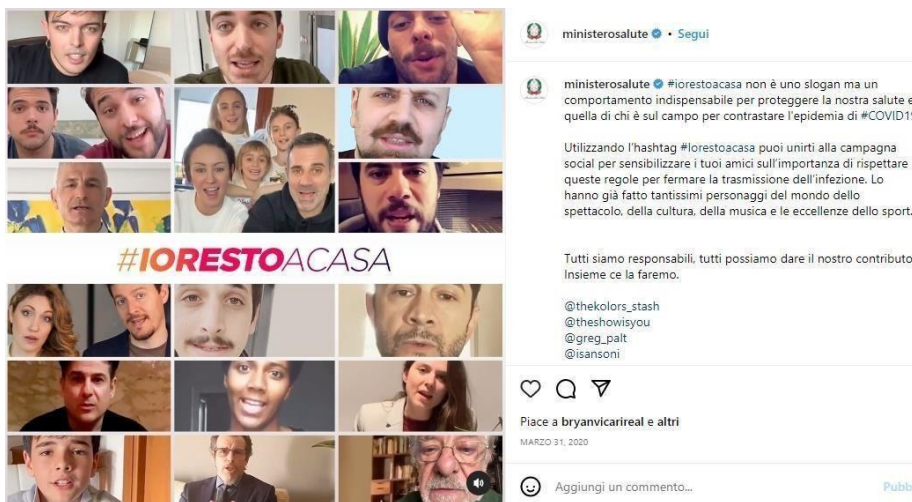 #IORESTOACASA
ministerosalute • Segui
ministerosalute #iorestoacasa non è uno slogan ma un
comportamento indispensabile per proteggere la nostra salute e
quella di chi è sul campo per contrastare l'epidemia di #COVID19
Utilizzando l'hashtag #Iorestoacasa puoi unirti alla campagna
social per sensibilizzare i tuoi amici sull'importanza di rispettare
queste regole per fermare la trasmissione dell'infezione. Lo
hanno già fatto tantissimi personaggi del mondo dello
spettacolo, della cultura, della musica e le eccellenze dello sport.
Tutti siamo responsabili, tutti possiamo dare il nostro contributo
Insieme ce la faremo.
@thekolors_stash
@theshowisyou
@greg_palt
@isansoni
Piace a bryanvicarireal e altri
MARZO 31, 2020
Aggiungi un commento...
Pubb